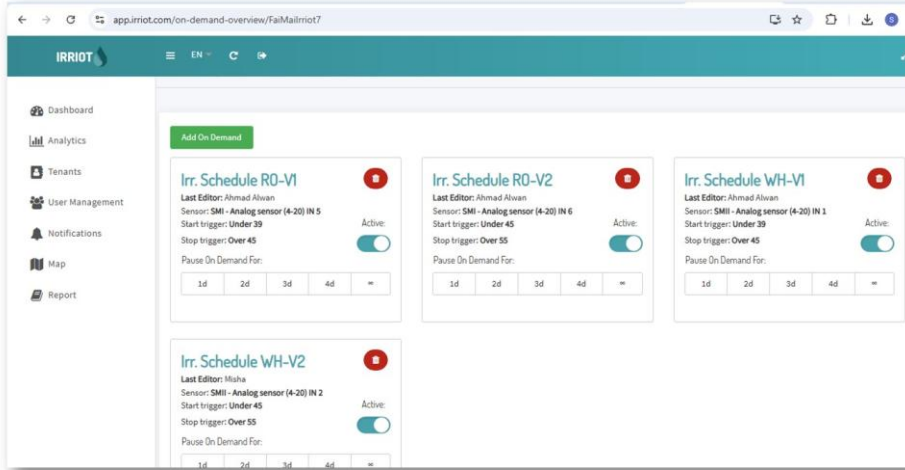 app.irriot.com/on-demand-overview/FaiMailrriot7
S
IRRIOT
EN
Dashboard
Analytics
Tenants
User Management
Notifications
Map
Report
Add On Demand
Irr. Schedule RO-V1
Last Editor: Ahmad Alwan
Sensor: SMI - Analog sensor (4-20) IN 5
Start trigger: Under 39
Active:
Stop trigger: Over 45
Pause On Demand For:
1d 2d 3d 4d ∞
Irr. Schedule RO-V2
Last Editor: Ahmad Alwan
Sensor: SMI - Analog sensor (4-20) IN 6
Start trigger: Under 45
Active:
Stop trigger: Over 55
Pause On Demand For:
1d 2d 3d 4d ∞
Irr. Schedule WH-V1
Last Editor: Ahmad Alwan
Sensor: SMII - Analog sensor (4-20) IN 1
Start trigger: Under 39
Active:
Stop trigger: Over 45
Pause On Demand For:
1d 2d 3d 4d ∞
Irr. Schedule WH-V2
Last Editor: Misha
Sensor: SMII - Analog sensor (4-20) IN 2
Start trigger: Under 45
Active:
Stop trigger: Over 55
Pause On Demand For:
1d 2d 3d 4d ∞